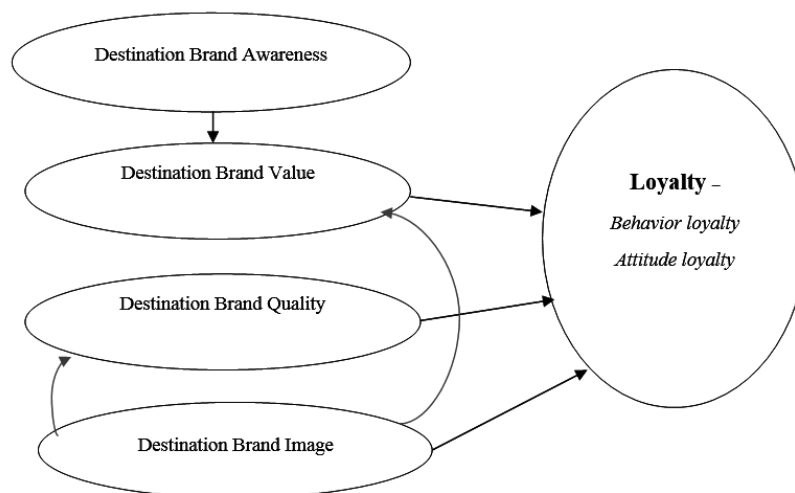 Destination Brand Awareness
Destination Brand Value
Loyalty –
Behavior loyalty
Attitude loyalty
Destination Brand Quality
Destination Brand Image